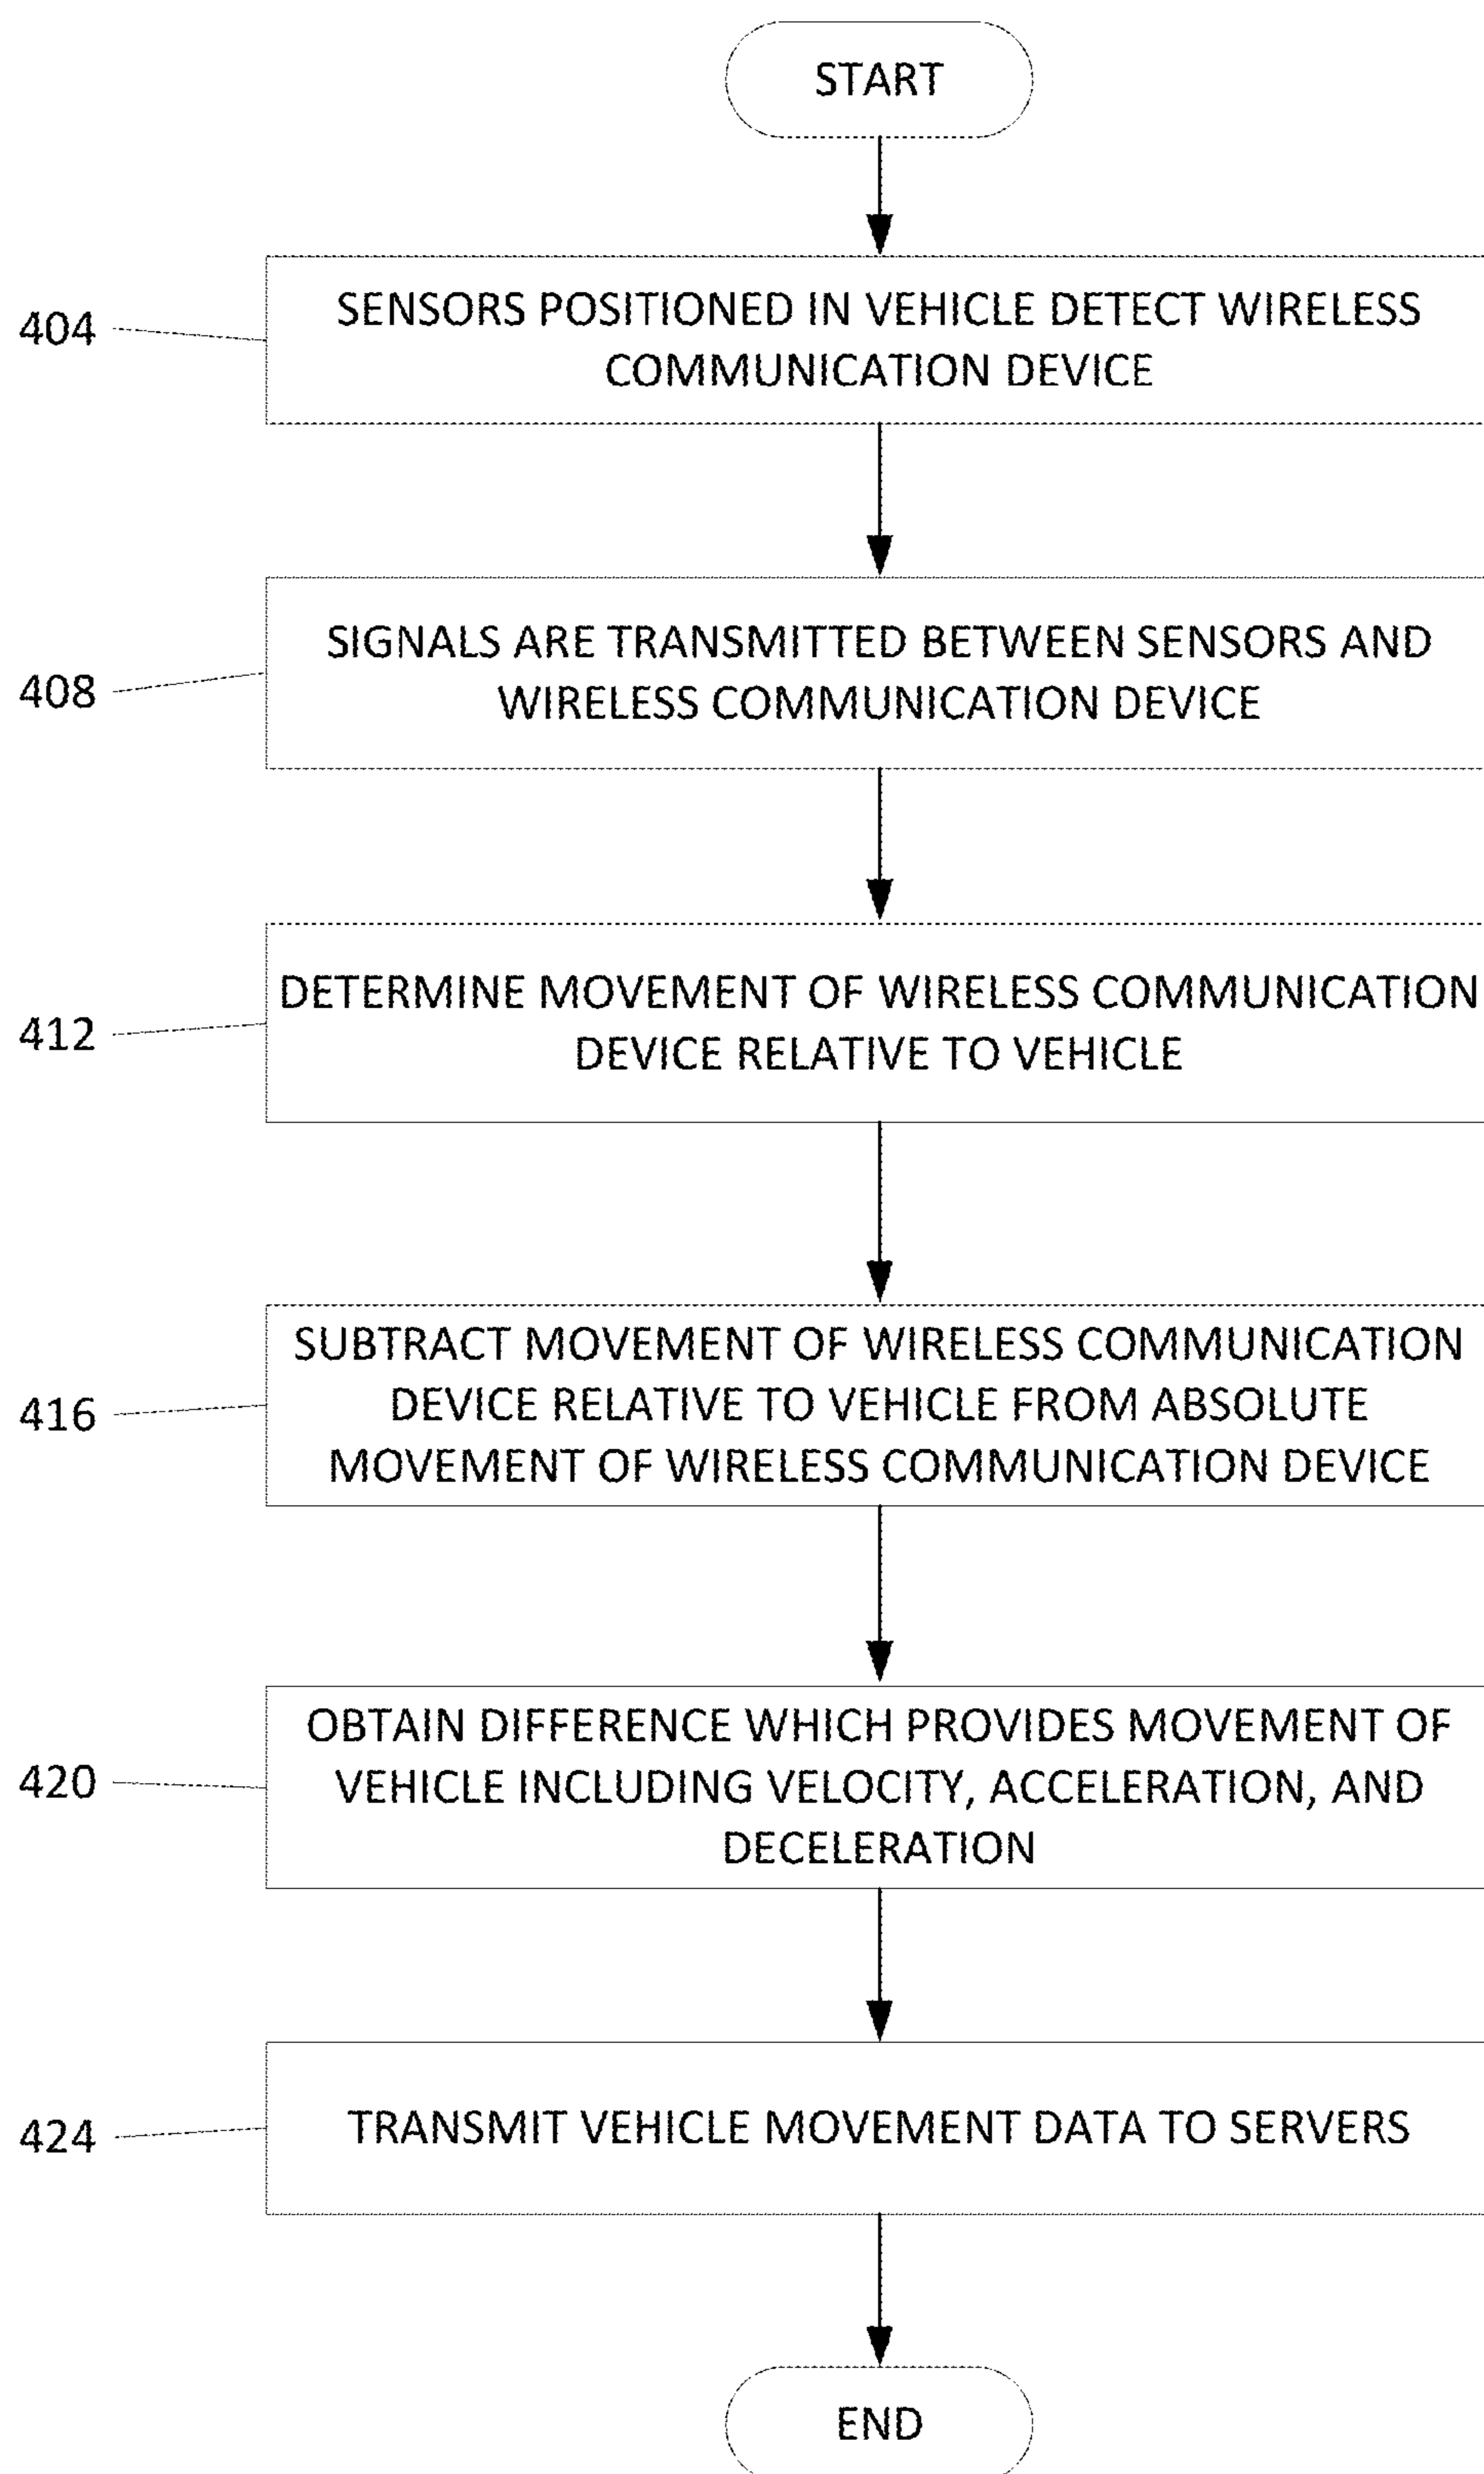 START
404
SENSORS POSITIONED IN VEHICLE DETECT WIRELESS
COMMUNICATION DEVICE
408
SIGNALS ARE TRANSMITTED BETWEEN SENSORS AND
WIRELESS COMMUNICATION DEVICE
412
DETERMINE MOVEMENT OF WIRELESS COMMUNICATION
DEVICE RELATIVE TO VEHICLE
416
SUBTRACT MOVEMENT OF WIRELESS COMMUNICATION
DEVICE RELATIVE TO VEHICLE FROM ABSOLUTE
MOVEMENT OF WIRELESS COMMUNICATION DEVICE
420
OBTAIN DIFFERENCE WHICH PROVIDES MOVEMENT OF
VEHICLE INCLUDING VELOCITY, ACCELERATION, AND
DECELERATION
424
TRANSMIT VEHICLE MOVEMENT DATA TO SERVERS
END